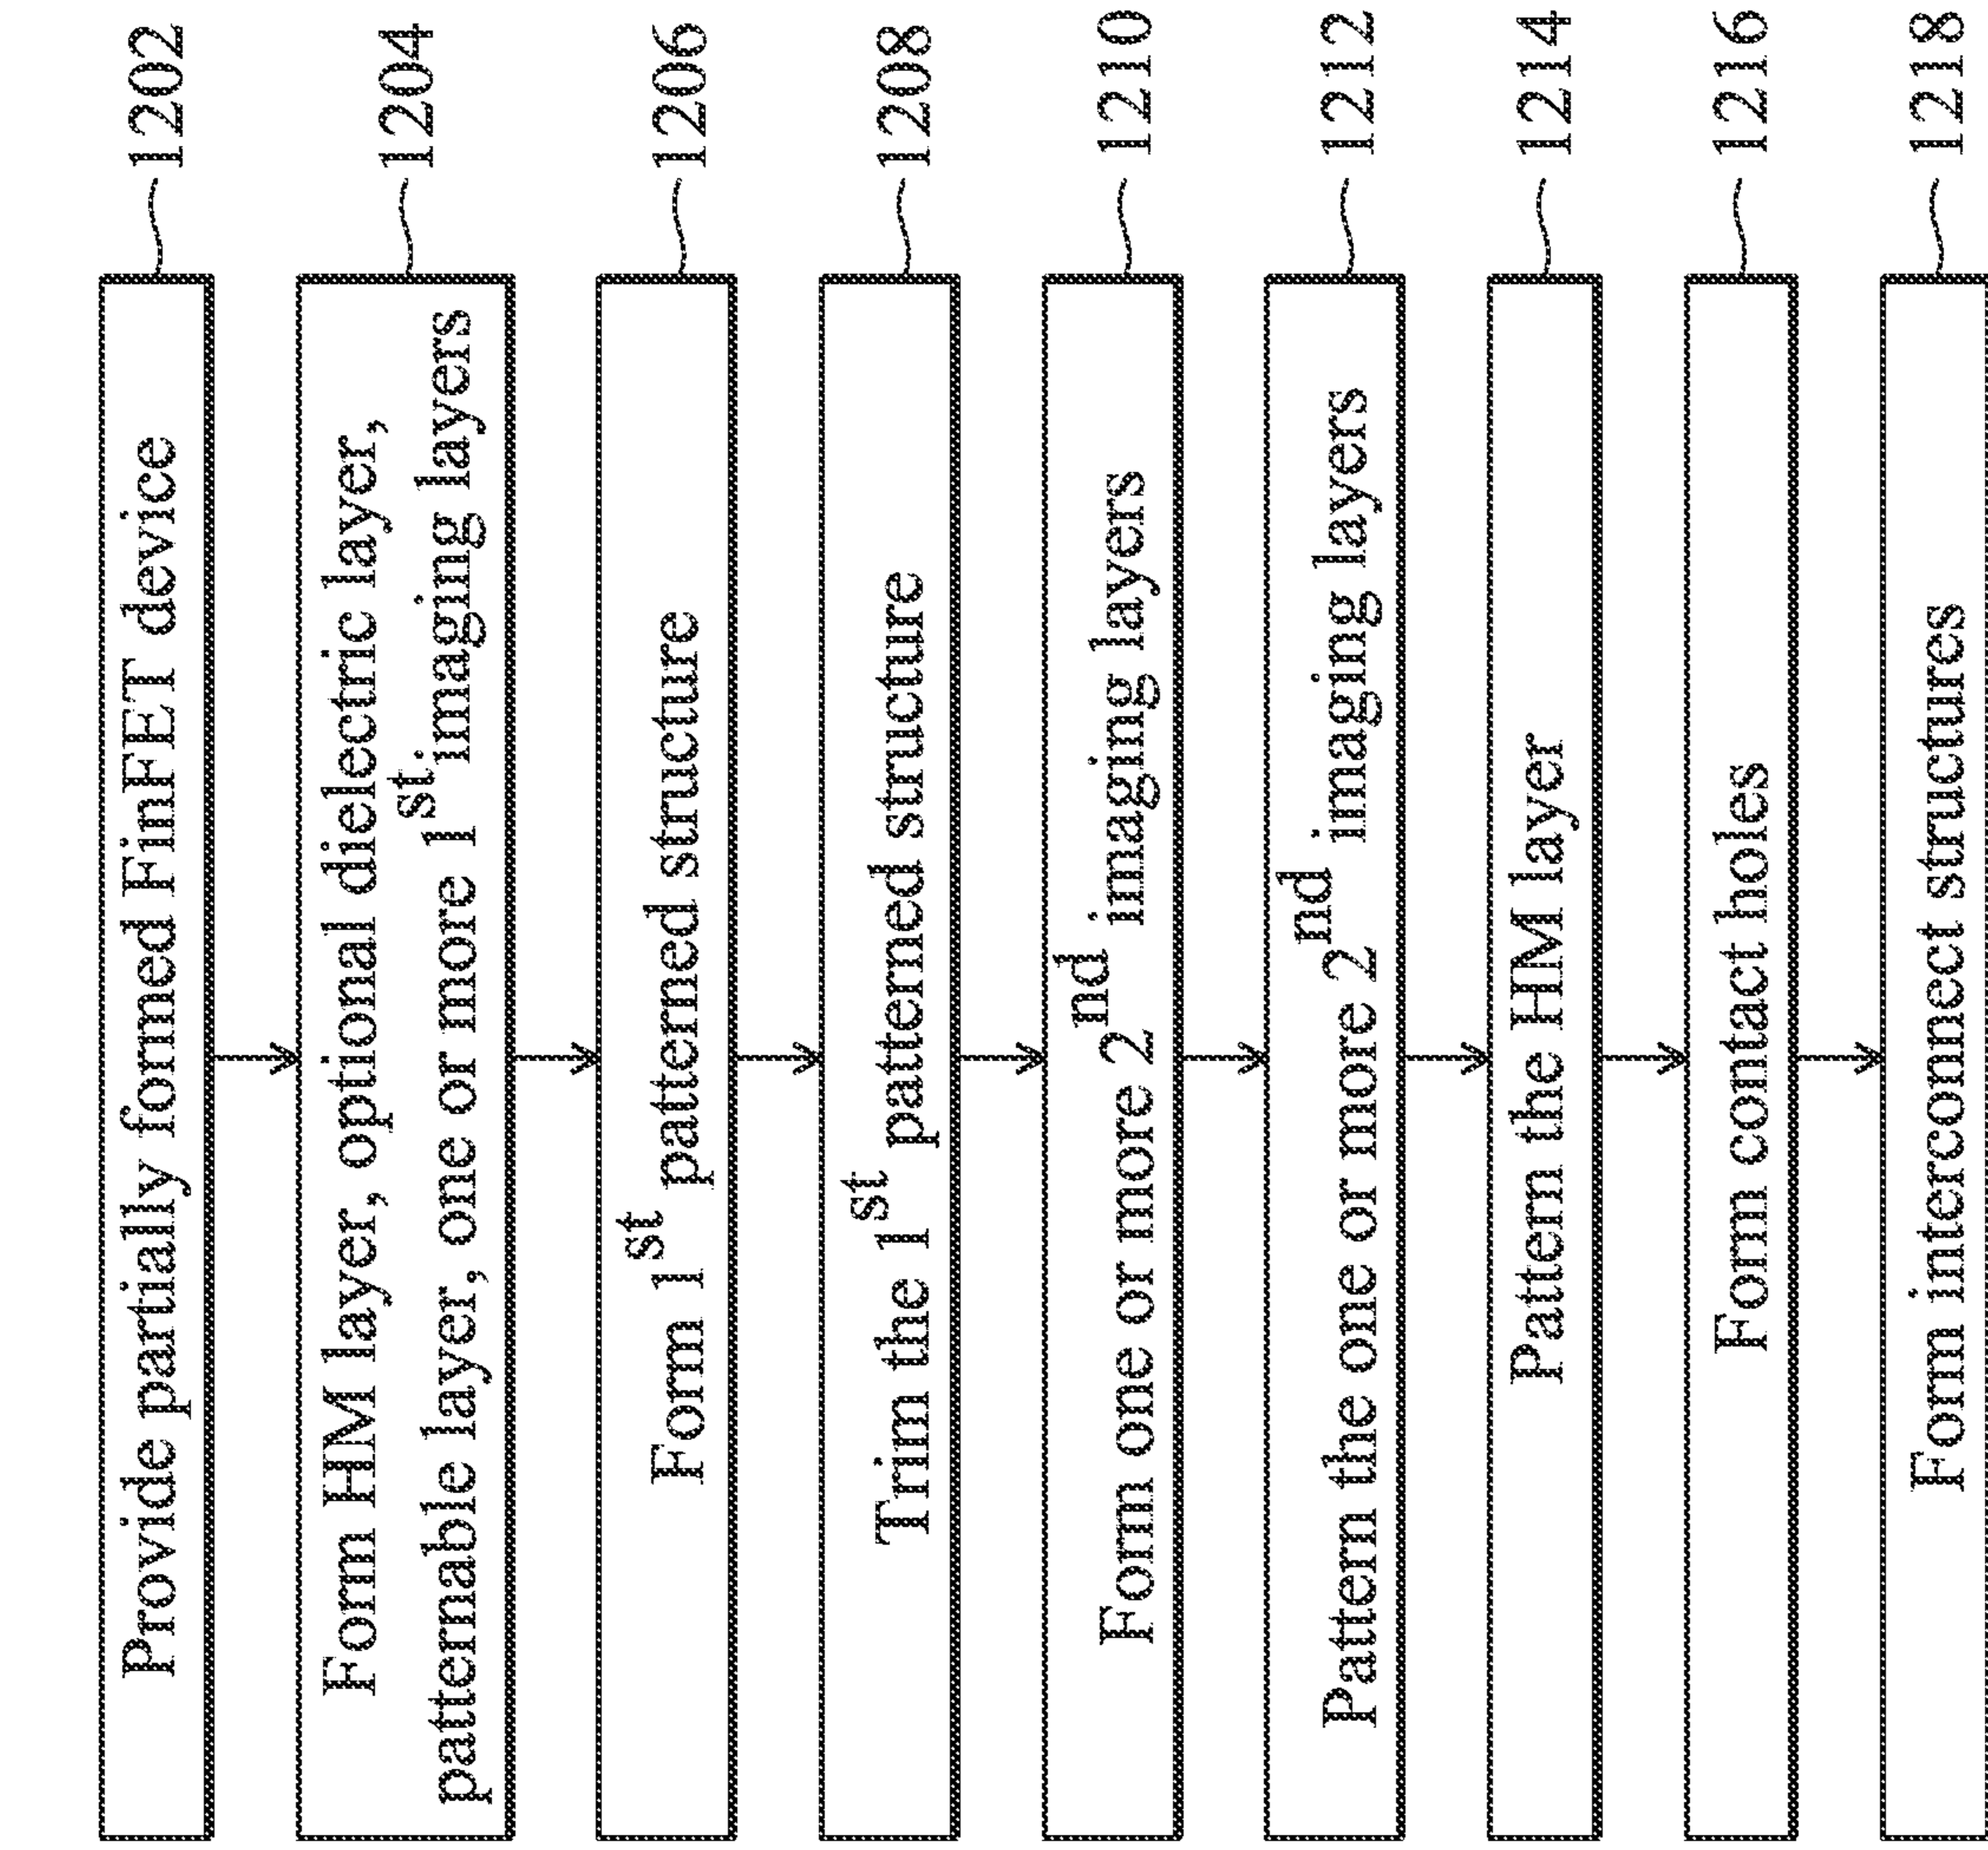 Provide partially formed FinFET device
1202
Form HM layer, optional dielectric layer,
patternable layer, one or more 1st. imaging layers
1204
Form 1st patterned structure
1206
Trim the 1st patterned structure
1208
Form one or more 2nd imaging layers
1210
Pattern the one or more 2nd imaging layers
1212
Pattern the HM layer
1214
Form contact holes
1216
Form interconnect structures
1218